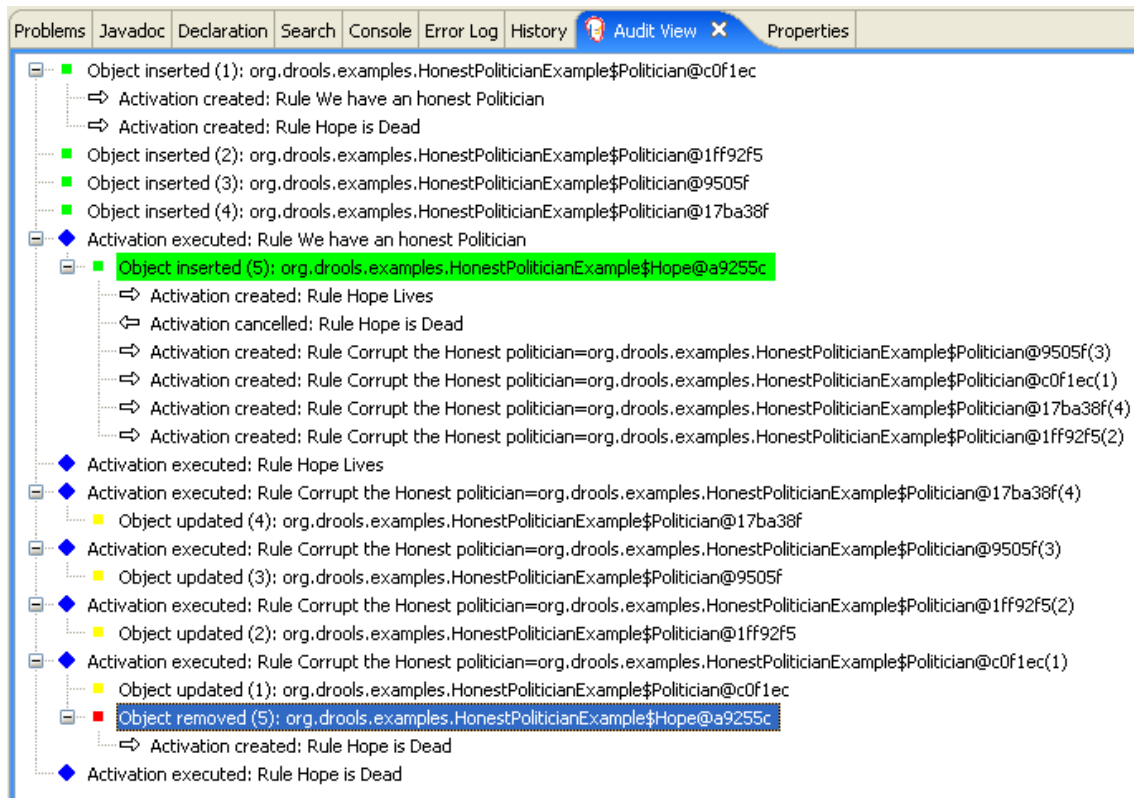 Problems Javadoc Declaration Search Console Error Log History Audit View Properties
Object inserted (1): org.drools.examples.HonestPoliticianExample$Politician@c0f1ec
Activation created: Rule We have an honest Politician
Activation created: Rule Hope is Dead
Object inserted (2): org.drools.examples.HonestPoliticianExample$Politician@1ff92f5
Object inserted (3): org.drools.examples.HonestPoliticianExample$Politician@9505f
Object inserted (4): org.drools.examples.HonestPoliticianExample$Politician@17ba38f
Activation executed: Rule We have an honest Politician
Object inserted (5): org.drools.examples.HonestPoliticianExample$Hope@a9255c
Activation created: Rule Hope Lives
Activation cancelled: Rule Hope is Dead
Activation created: Rule Corrupt the Honest politician=org.drools.examples.HonestPoliticianExample$Politician@9505f(3)
Activation created: Rule Corrupt the Honest politician=org.drools.examples.HonestPoliticianExample$Politician@c0f1ec(1)
Activation created: Rule Corrupt the Honest politician=org.drools.examples.HonestPoliticianExample$Politician@17ba38f(4)
Activation created: Rule Corrupt the Honest politician=org.drools.examples.HonestPoliticianExample$Politician@1ff92f5(2)
Activation executed: Rule Hope Lives
Activation executed: Rule Corrupt the Honest politician=org.drools.examples.HonestPoliticianExample$Politician@17ba38f(4)
Object updated (4): org.drools.examples.HonestPoliticianExample$Politician@17ba38f
Activation executed: Rule Corrupt the Honest politician=org.drools.examples.HonestPoliticianExample$Politician@9505f(3)
Object updated (3): org.drools.examples.HonestPoliticianExample$Politician@9505f
Activation executed: Rule Corrupt the Honest politician=org.drools.examples.HonestPoliticianExample$Politician@1ff92f5(2)
Object updated (2): org.drools.examples.HonestPoliticianExample$Politician@1ff92f5
Activation executed: Rule Corrupt the Honest politician=org.drools.examples.HonestPoliticianExample$Politician@c0f1ec(1)
Object updated (1): org.drools.examples.HonestPoliticianExample$Politician@c0f1ec
Object removed (5): org.drools.examples.HonestPoliticianExample$Hope@a9255c
Activation created: Rule Hope is Dead
Activation executed: Rule Hope is Dead